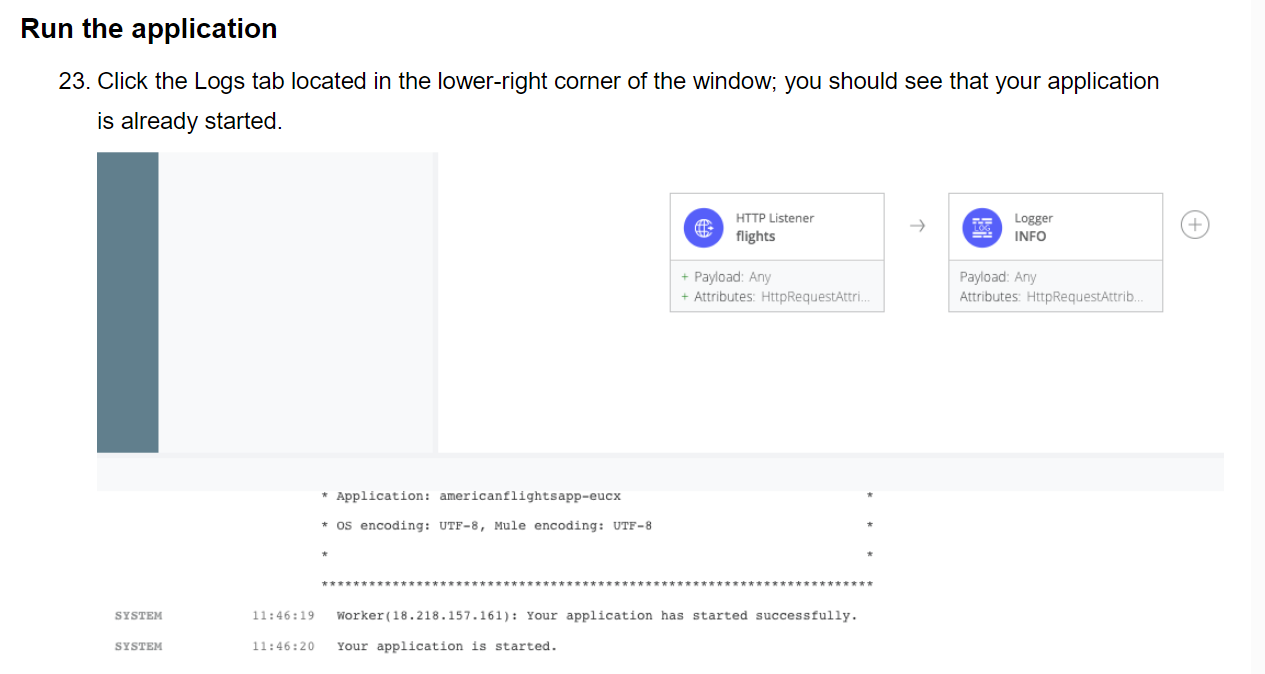 Run the application
23. Click the Logs tab located in the lower-right corner of the window; you should see that your application
is already started.
HTTP Listener
flights
+ Payload: Any
+ Attributes: HttpRequestAttri...
LOG
Logger
INFO
Payload: Any
Attributes: HttpRequestAttrib...
* Application: americanflightsapp-eucx *
* OS encoding: UTF-8, Mule encoding: UTF-8 *
* *
**********************************************************************
SYSTEM 11:46:19 Worker(18.218.157.161): Your application has started successfully.
SYSTEM 11:46:20 Your application is started.